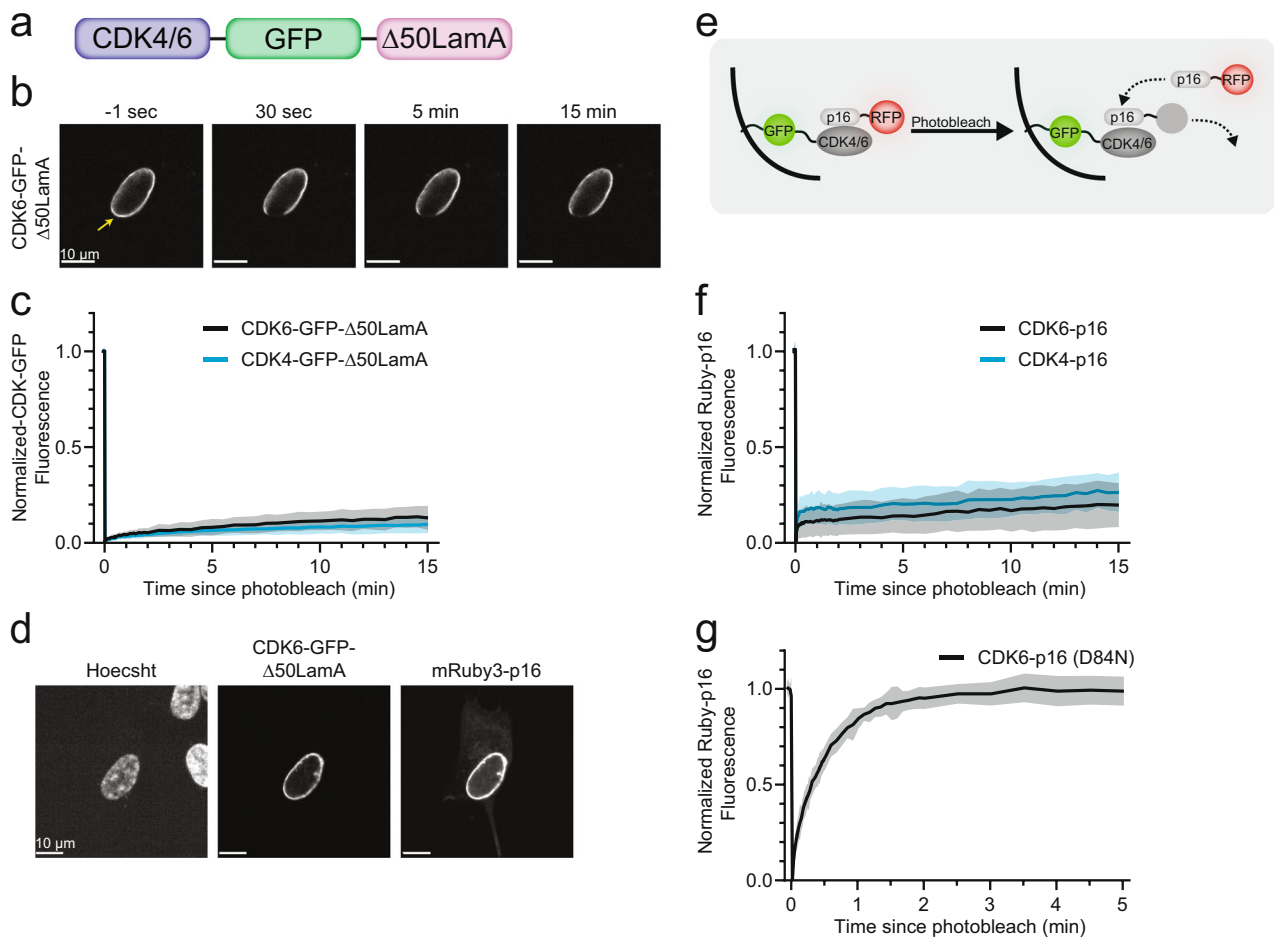 a
CDK4/6 GFP Δ50LamA
b
-1 sec 30 sec 5 min 15 min
CDK6-GFP-
Δ50LamA
10 µm
c
CDK6-GFP-Δ50LamA
CDK4-GFP-Δ50LamA
Normalized-CDK-GFP
Fluorescence
1.0
0.5
0.0
0 5 10 15
Time since photobleach (min)
d
Hoecsht
CDK6-GFP-
Δ50LamA
mRuby3-p16
10 µm
e
GFP p16 RFP CDK4/6
Photobleach
GFP p16 CDK4/6 p16 RFP
f
CDK6-p16
CDK4-p16
Normalized Ruby-p16
Fluorescence
1.0
0.5
0.0
0 5 10 15
Time since photobleach (min)
g
CDK6-p16 (D84N)
Normalized Ruby-p16
Fluorescence
1.0
0.5
0.0
0 1 2 3 4 5
Time since photobleach (min)